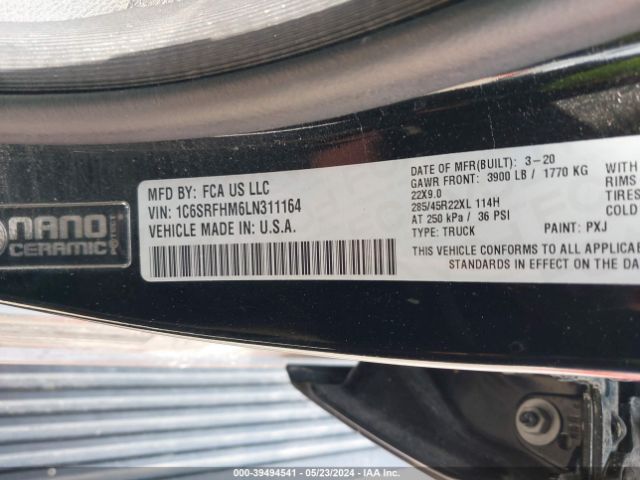 NANO
CERAMIC
MFD BY: FCA US LLC
VIN: 1C6SRFHM6LN311164
VEHICLE MADE IN: U.S.A.
DATE OF MFR(BUILT): 3-20
GAWR FRONT: 3900 LB / 1770 KG
22X9.0
285/45R22XL 114H
AT 250 kPa / 36 PSI
TYPE: TRUCK PAINT: PXJ
THIS VEHICLE CONFORMS TO ALL APPLICAB
STANDARDS IN EFFECT ON THE DA
WITH
RIMS
TIRES
COLD
000-39494541 - 05/23/2024 - IAA Inc.